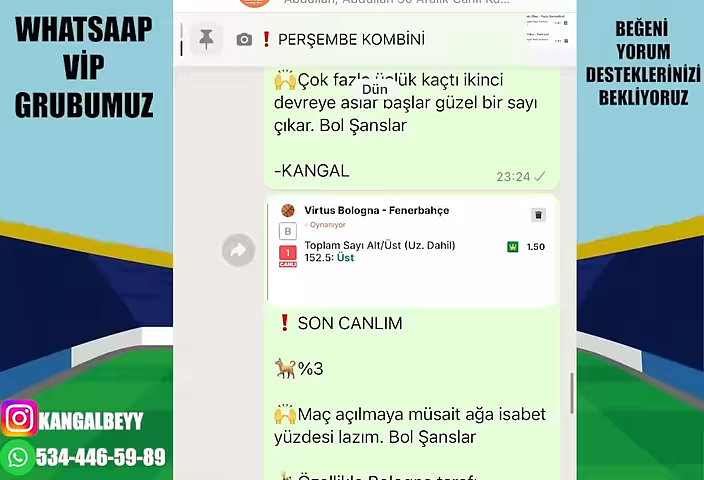 WHATSAAP
VİP
GRUBUMUZ
BEĞENİ
YORUM
DESTEKLERİNİZİ
BEKLİYORUZ
❗ PERŞEMBE KOMBİNİ
Dün
🙌Çok fazla üçlük kaçtı ikinci
devreye asılar başlar güzel bir sayı
çıkar. Bol Şanslar
-KANGAL
23:24
Virtus Bologna - Fenerbahçe
Oynanıyor
B
1
CANLI
Toplam Sayı Alt/Üst (Uz. Dahil)
152.5: Üst
1.50
❗ SON CANLIM
🐕%3
🙌Maç açılmaya müsait ağa isabet
yüzdesi lazım. Bol Şanslar
KANGALBEYY
534-446-59-89